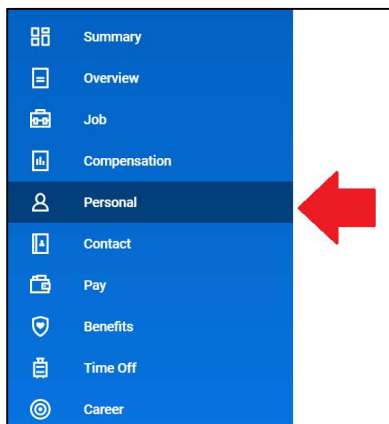 Summary
Overview
Job
Compensation
Personal
Contact
Pay
Benefits
Time Off
Career